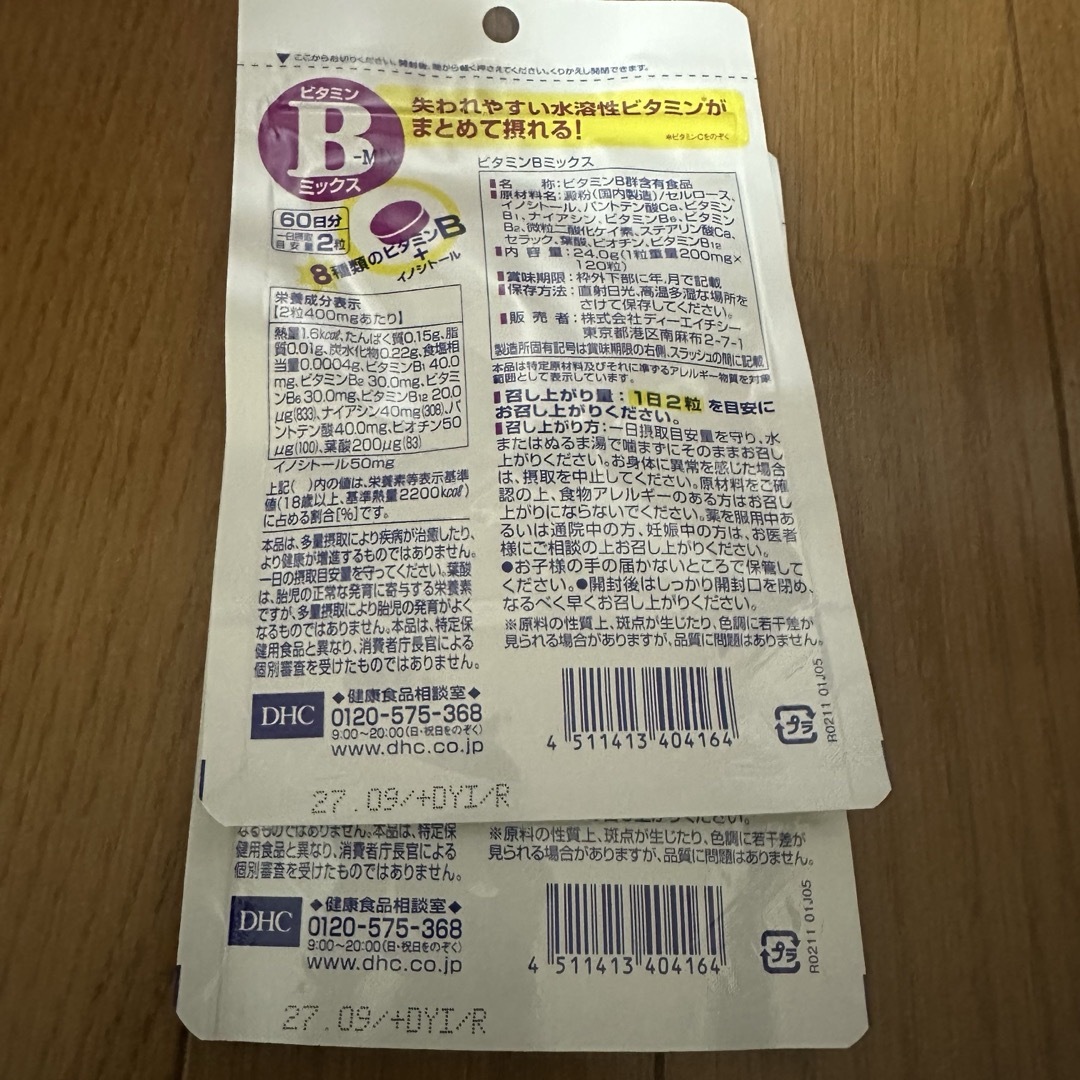 ▼ここからお切りください。開封後、間から軽く押さえてください。くりかえし開閉できます。
ビタミン
B
-M
ミックス
失われやすい水溶性ビタミン※が
まとめて摂れる!
※ビタミンCをのぞく
60日分
一日摂取
目安量2粒
8種類のビタミンB
+
イノシトール
栄養成分表示
【2粒400mgあたり】
熱量1.6kcal、たんぱく質0.15g、脂
質0.01g、炭水化物0.22g、食塩相
当量0.0004g、ビタミンB1 40.0
mg、ビタミンB2 30.0mg、ビタミ
ンB6 30.0mg、ビタミンB12 20.0
μg(833)、ナイアシン40mg(308)、パ
ントテン酸40.0mg、ビオチン50
μg(100)、葉酸200μg(83)
イノシトール50mg
上記( )内の値は、栄養素等表示基準
値(18歳以上、基準熱量2200kcal)
に占める割合[%]です。
本品は、多量摂取により疾病が治癒したり、
より健康が増進するものではありません。
一日の摂取目安量を守ってください。葉酸
は、胎児の正常な発育に寄与する栄養素
ですが、多量摂取により胎児の発育がよく
なるものではありません。本品は、特定保
健用食品と異なり、消費者庁長官による
個別審査を受けたものではありません。
DHC
◆健康食品相談室◆
0120-575-368
9:00〜20:00(日・祝日をのぞく)
www.dhc.co.jp
27.09/+DYI/R
ビタミンBミックス
■名 称:ビタミンB群含有食品
■原材料名:澱粉(国内製造)/セルロース、
イノシトール、パントテン酸Ca、ビタミン
B1、ナイアシン、ビタミンB6、ビタミン
B2、微粒二酸化ケイ素、ステアリン酸Ca、
セラック、葉酸、ビオチン、ビタミンB12
■内容量:24.0g(1粒重量200mg×
120粒)
■賞味期限:枠外下部に年,月で記載
■保存方法:直射日光、高温多湿な場所を
さけて保存してください。
■販売者:株式会社ディーエイチシー
東京都港区南麻布2-7-1
製造所固有記号は賞味期限の右側、スラッシュの間に記載
本品は特定原材料及びそれに準ずるアレルギー物質を対象
範囲として表示しています。
■召し上がり量:1日2粒を目安に
お召し上がりください。
■召し上がり方:一日摂取目安量を守り、水
またはぬるま湯で噛まずにそのままお召し
上がりください。お身体に異常を感じた場合
は、摂取を中止してください。原材料をご確
認の上、食物アレルギーのある方はお召し
上がりにならないでください。薬を服用中あ
るいは通院中の方、妊娠中の方は、お医者
様にご相談の上お召し上がりください。
●お子様の手の届かないところで保管して
ください。●開封後はしっかり開封口を閉め、
なるべく早くお召し上がりください。
※原料の性質上、斑点が生じたり、色調に若干差が
見られる場合がありますが、品質に問題はありません。
4 511413 404164
プラ
R0211 01J05
なるものではありません。本品は、特定保
健用食品と異なり、消費者庁長官による
個別審査を受けたものではありません。
DHC
◆健康食品相談室◆
0120-575-368
9:00〜20:00(日・祝日をのぞく)
www.dhc.co.jp
27.09/+DYI/R
※原料の性質上、斑点が生じたり、色調に若干差が
見られる場合がありますが、品質に問題はありません。
4 511413 404164
プラ
R0211 01J05